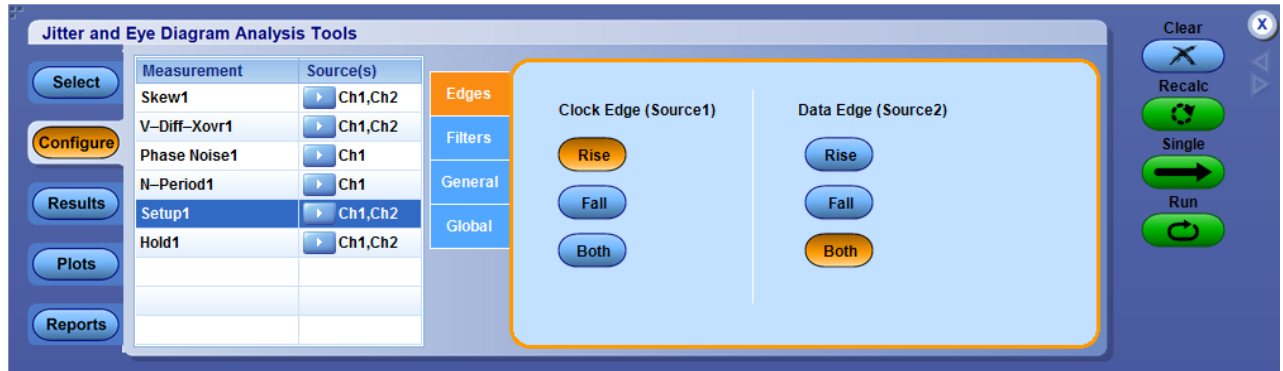 Jitter and Eye Diagram Analysis Tools
Select
Configure
Results
Plots
Reports
Measurement Source(s)
Skew1 Ch1,Ch2
V–Diff–Xovr1 Ch1,Ch2
Phase Noise1 Ch1
N–Period1 Ch1
Setup1 Ch1,Ch2
Hold1 Ch1,Ch2
Edges
Filters
General
Global
Clock Edge (Source1)
Rise
Fall
Both
Data Edge (Source2)
Rise
Fall
Both
Clear
X
Recalc
Single
Run